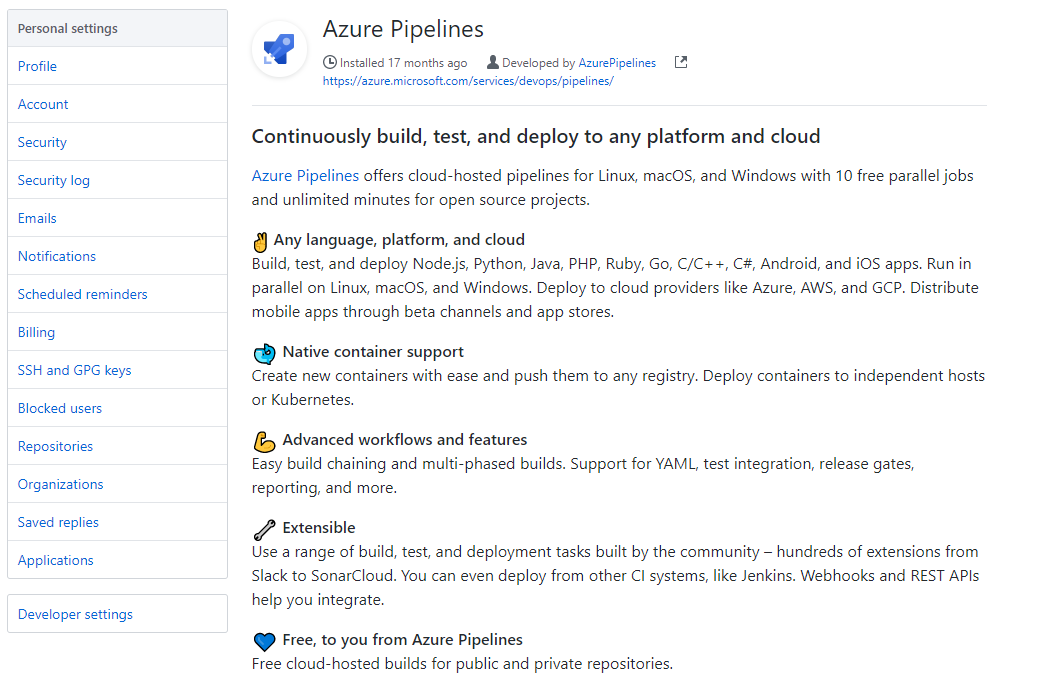 Personal settings
Profile
Account
Security
Security log
Emails
Notifications
Scheduled reminders
Billing
SSH and GPG keys
Blocked users
Repositories
Organizations
Saved replies
Applications
Developer settings
Azure Pipelines
Installed 17 months ago Developed by AzurePipelines
https://azure.microsoft.com/services/devops/pipelines/
Continuously build, test, and deploy to any platform and cloud
Azure Pipelines offers cloud-hosted pipelines for Linux, macOS, and Windows with 10 free parallel jobs
and unlimited minutes for open source projects.
Any language, platform, and cloud
Build, test, and deploy Node.js, Python, Java, PHP, Ruby, Go, C/C++, C#, Android, and iOS apps. Run in
parallel on Linux, macOS, and Windows. Deploy to cloud providers like Azure, AWS, and GCP. Distribute
mobile apps through beta channels and app stores.
Native container support
Create new containers with ease and push them to any registry. Deploy containers to independent hosts
or Kubernetes.
Advanced workflows and features
Easy build chaining and multi-phased builds. Support for YAML, test integration, release gates,
reporting, and more.
Extensible
Use a range of build, test, and deployment tasks built by the community – hundreds of extensions from
Slack to SonarCloud. You can even deploy from other CI systems, like Jenkins. Webhooks and REST APIs
help you integrate.
Free, to you from Azure Pipelines
Free cloud-hosted builds for public and private repositories.